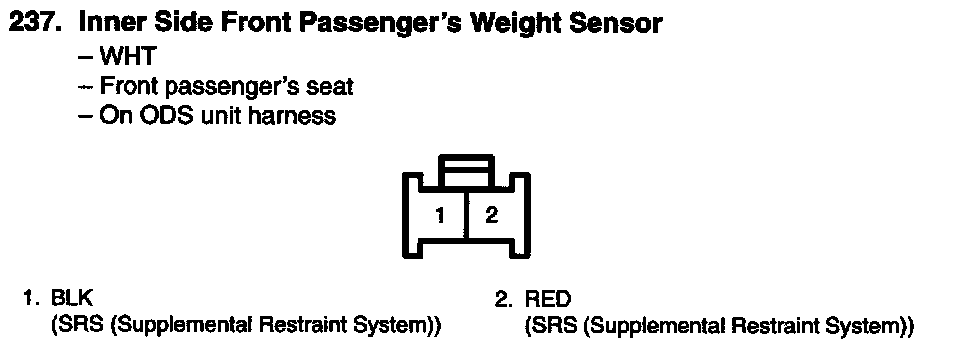 237. Inner Side Front Passenger's Weight Sensor
– WHT
– Front passenger's seat
– On ODS unit harness
1 2
1. BLK 2. RED
(SRS (Supplemental Restraint System)) (SRS (Supplemental Restraint System))